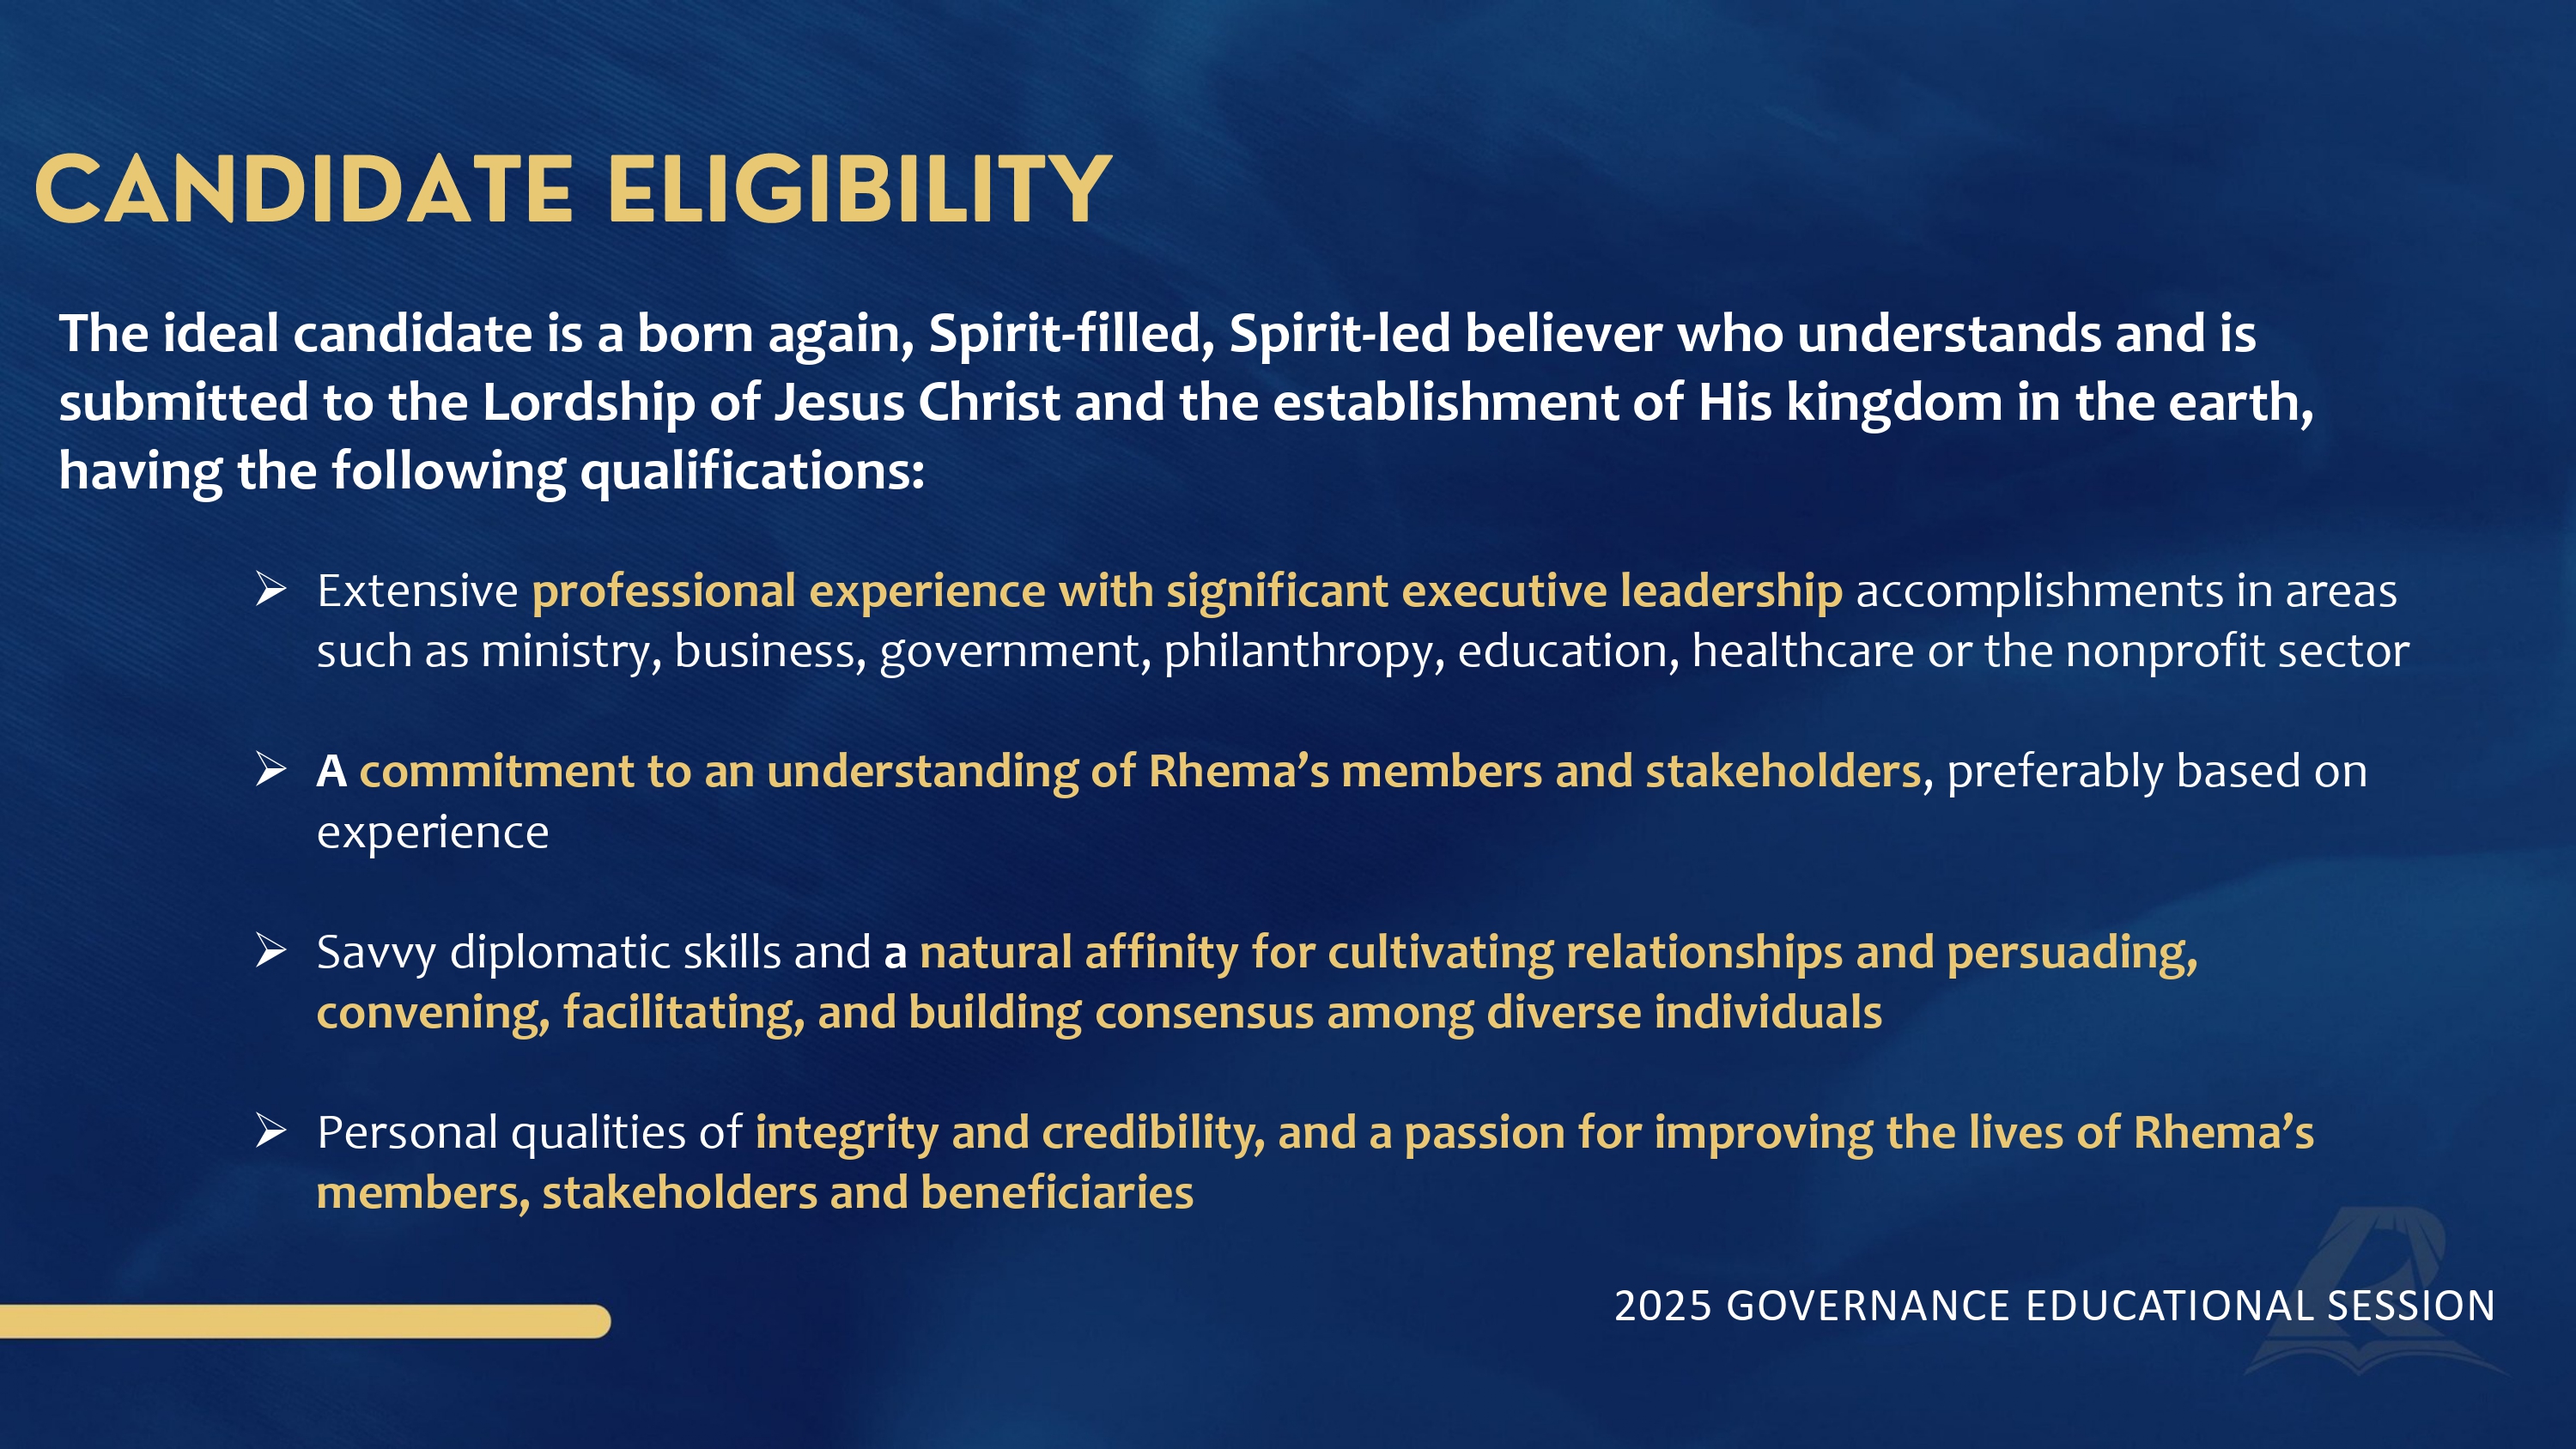 CANDIDATE ELIGIBILITY
The ideal candidate is a born again, Spirit-filled, Spirit-led believer who understands and is
submitted to the Lordship of Jesus Christ and the establishment of His kingdom in the earth,
having the following qualifications:
➢ Extensive professional experience with significant executive leadership accomplishments in areas
such as ministry, business, government, philanthropy, education, healthcare or the nonprofit sector
➢ A commitment to an understanding of Rhema’s members and stakeholders, preferably based on
experience
➢ Savvy diplomatic skills and a natural affinity for cultivating relationships and persuading,
convening, facilitating, and building consensus among diverse individuals
➢ Personal qualities of integrity and credibility, and a passion for improving the lives of Rhema’s
members, stakeholders and beneficiaries
2025 GOVERNANCE EDUCATIONAL SESSION